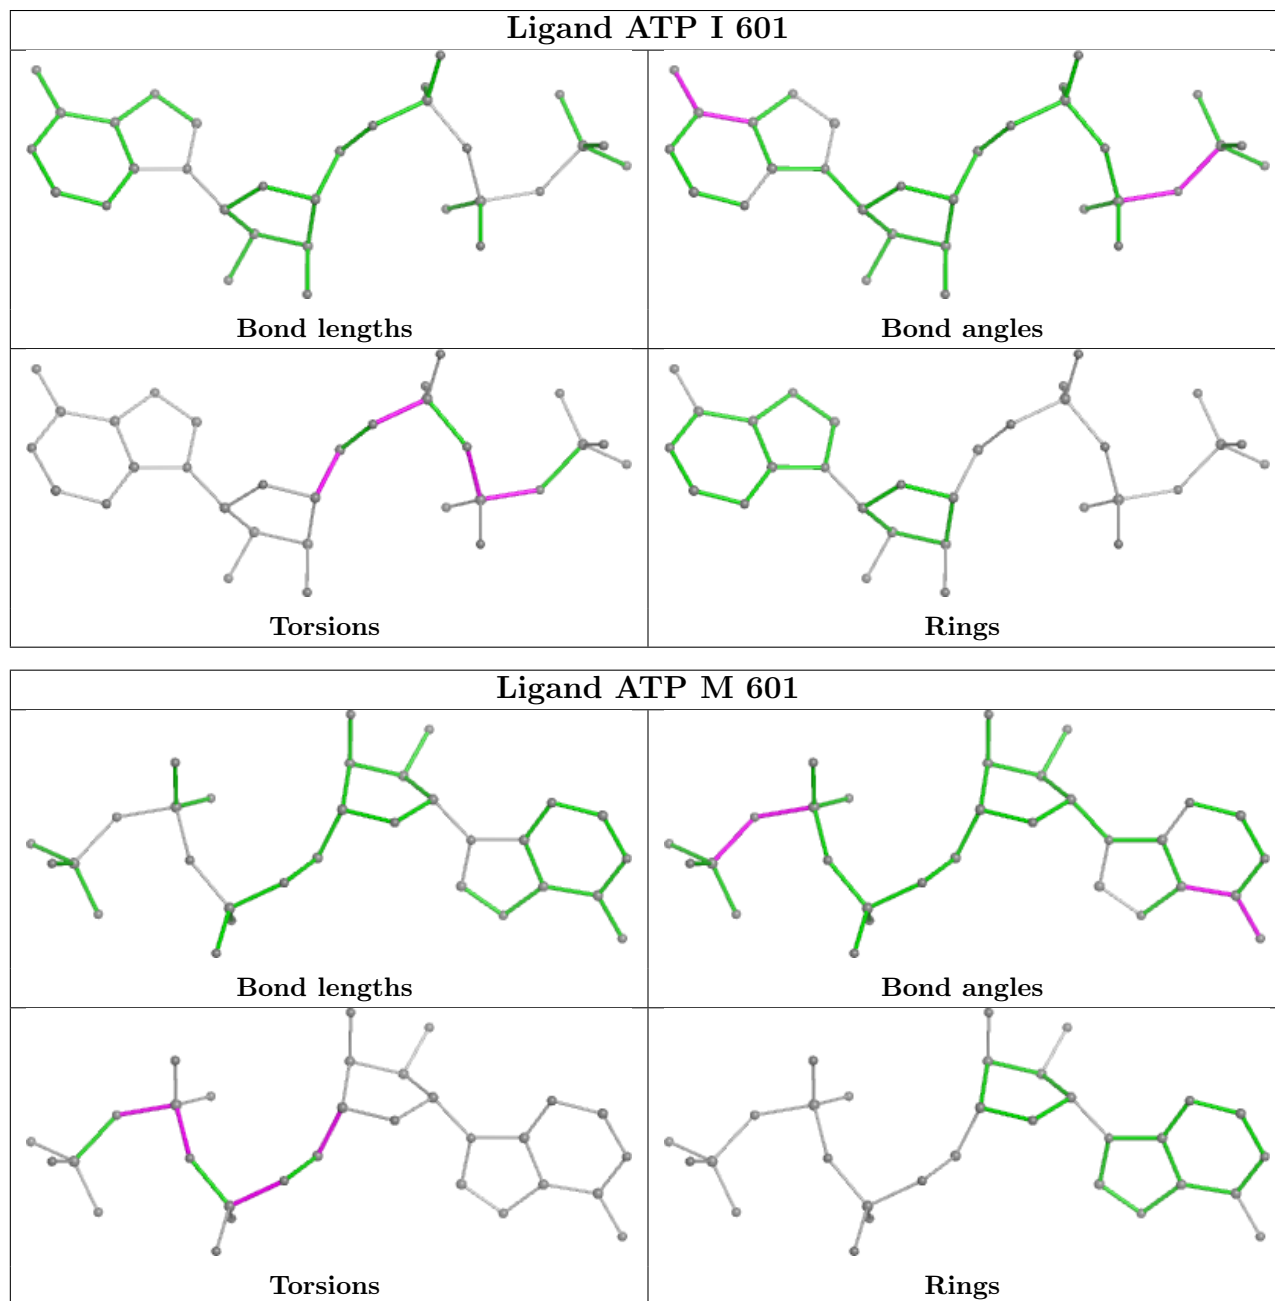 Ligand ATP I 601
Bond lengths
Bond angles
Torsions
Rings
Ligand ATP M 601
Bond lengths
Bond angles
Torsions
Rings